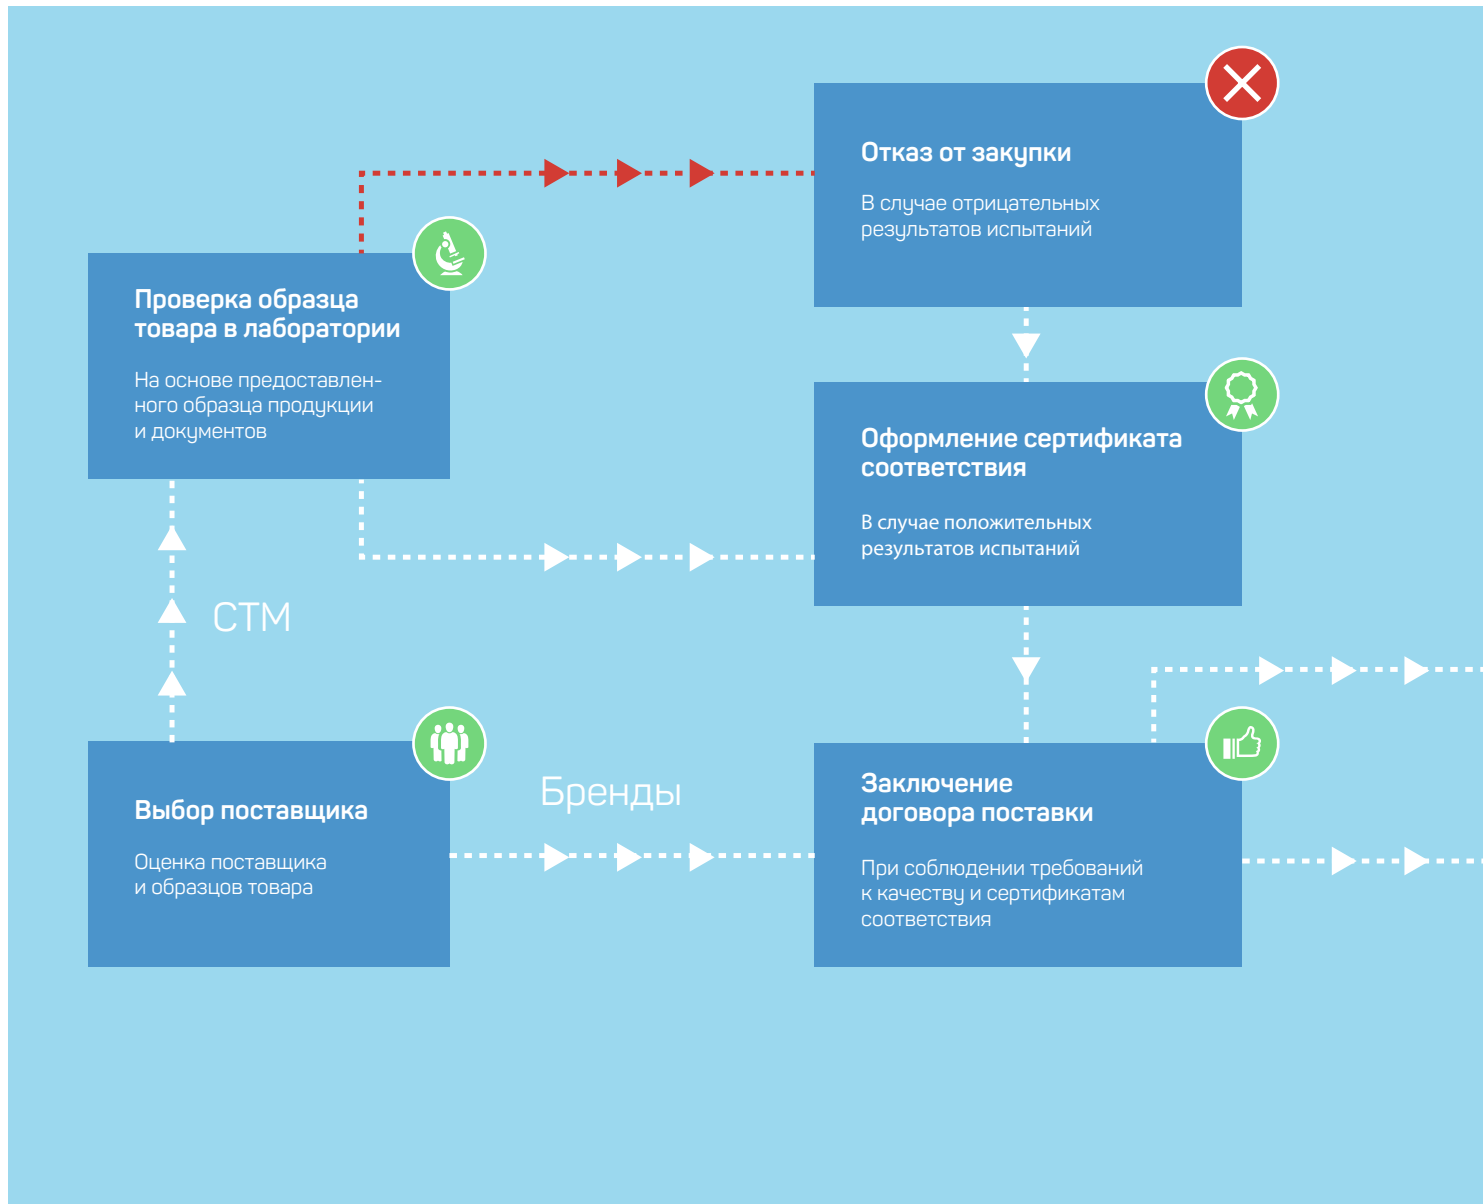 Отказ от закупки
В случае отрицательных
результатов испытаний
Проверка образца
товара в лаборатории
На основе предоставлен-
ного образца продукции
и документов
Оформление сертификата
соответствия
В случае положительных
результатов испытаний
СТМ
Выбор поставщика
Оценка поставщика
и образцов товара
Бренды
Заключение
договора поставки
При соблюдении требований
к качеству и сертификатам
соответствия